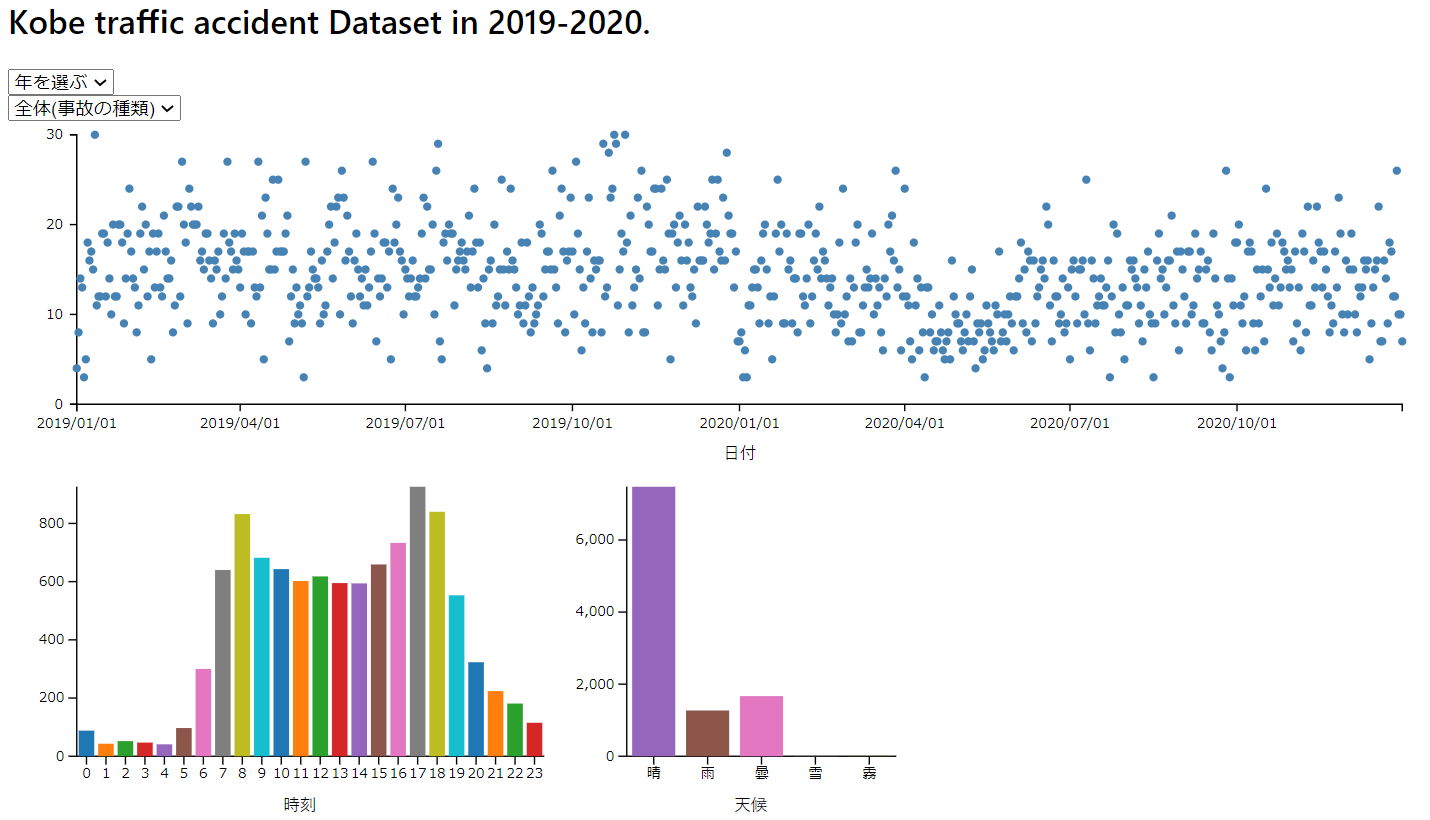 Kobe traffic accident Dataset in 2019-2020.
年を選ぶ
全体(事故の種類)
30
20
10
0
2019/01/01 2019/04/01 2019/07/01 2019/10/01 2020/01/01 2020/04/01 2020/07/01 2020/10/01
日付
800
600
400
200
0
0 1 2 3 4 5 6 7 8 9 10 11 12 13 14 15 16 17 18 19 20 21 22 23
時刻
6,000
4,000
2,000
0
晴 雨 曇 雪 霧
天候